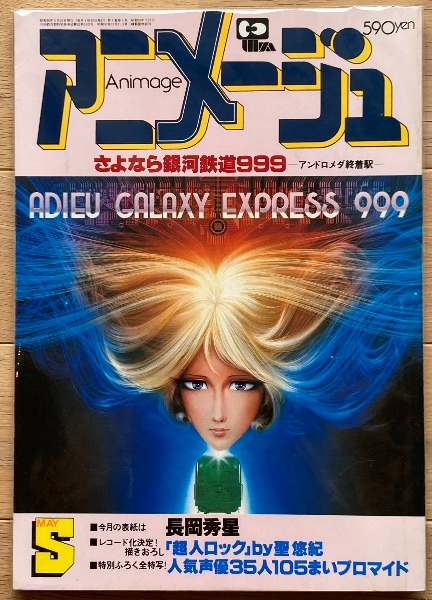 590yen
アニメージュ
Animage
さよなら銀河鉄道999
—アンドロメダ終着駅—
ADIEU GALAXY EXPRESS 999
MAY
5
■今月の表紙は 長岡秀星
■レコード化決定!
描きおろし
「超人ロック」by聖悠紀
■特別ふろく全特写!
人気声優35人105まいブロマイド